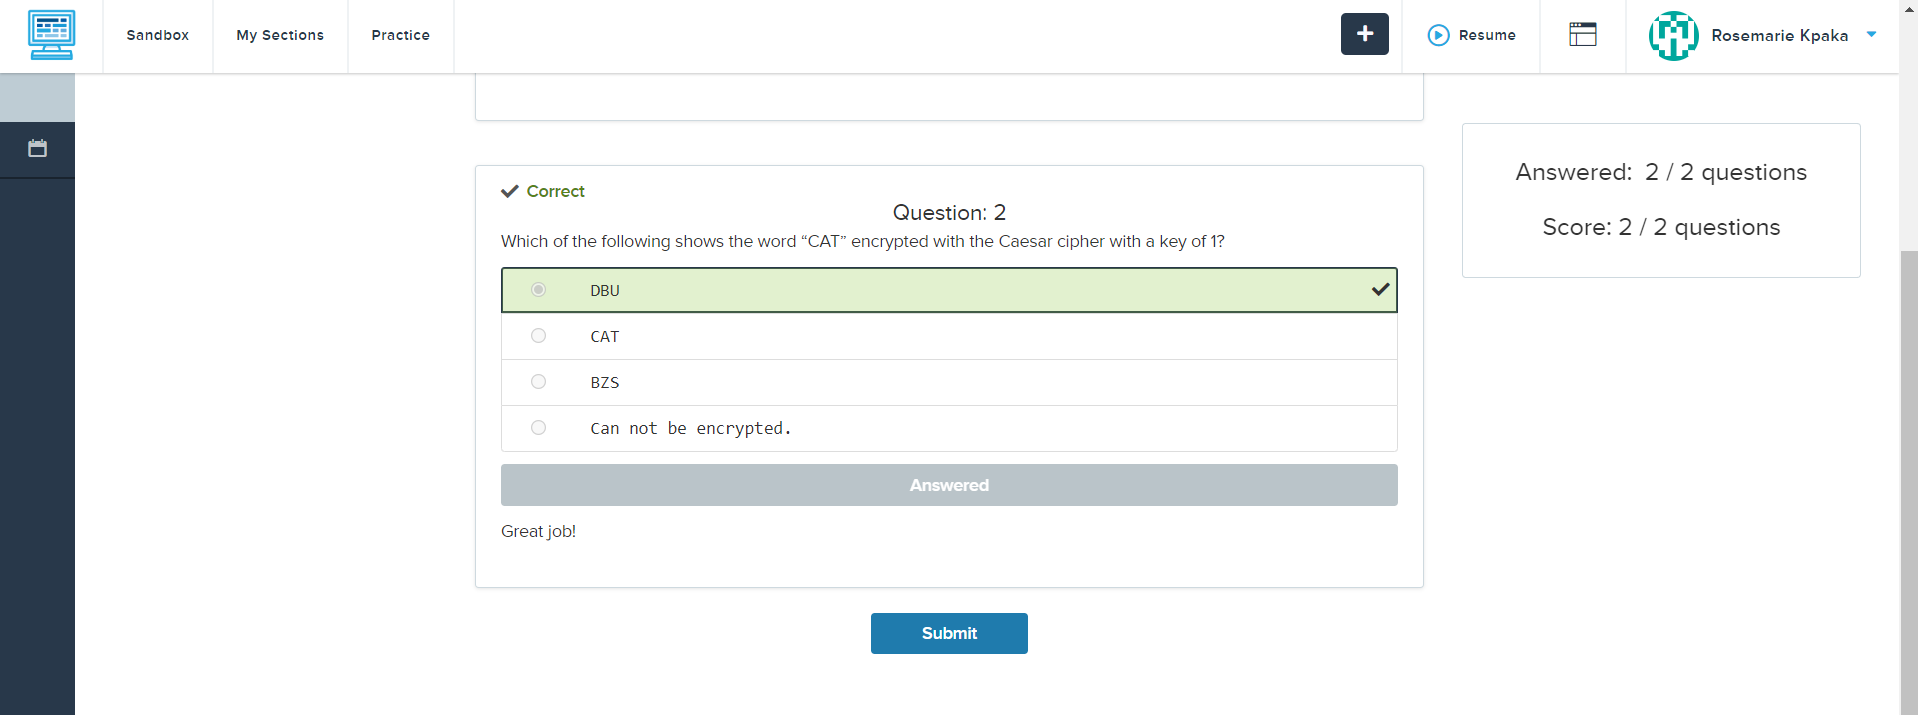 Sandbox
My Sections
Practice
+
Resume
Rosemarie Kpaka
Correct
Question: 2
Which of the following shows the word “CAT” encrypted with the Caesar cipher with a key of 1?
DBU
CAT
BZS
Can not be encrypted.
Answered
Great job!
Submit
Answered: 2 / 2 questions
Score: 2 / 2 questions